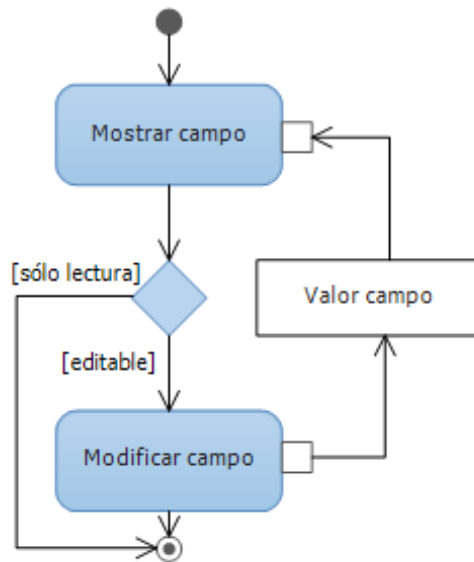 Mostrar campo
[sólo lectura]
Valor campo
[editable]
Modificar campo